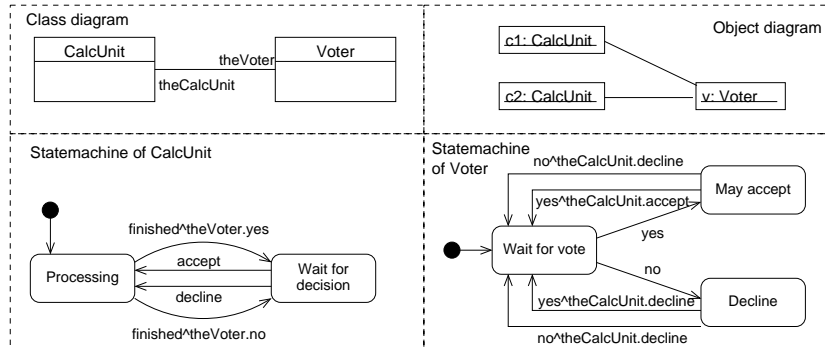 Class diagram
CalcUnit
Voter
theVoter
theCalcUnit
Object diagram
c1: CalcUnit
c2: CalcUnit
v: Voter
Statemachine of CalcUnit
finished^theVoter.yes
Processing
accept
decline
Wait for
decision
finished^theVoter.no
Statemachine
of Voter
no^theCalcUnit.decline
May accept
yes^theCalcUnit.accept
yes
Wait for vote
no
yes^theCalcUnit.decline
Decline
no^theCalcUnit.decline